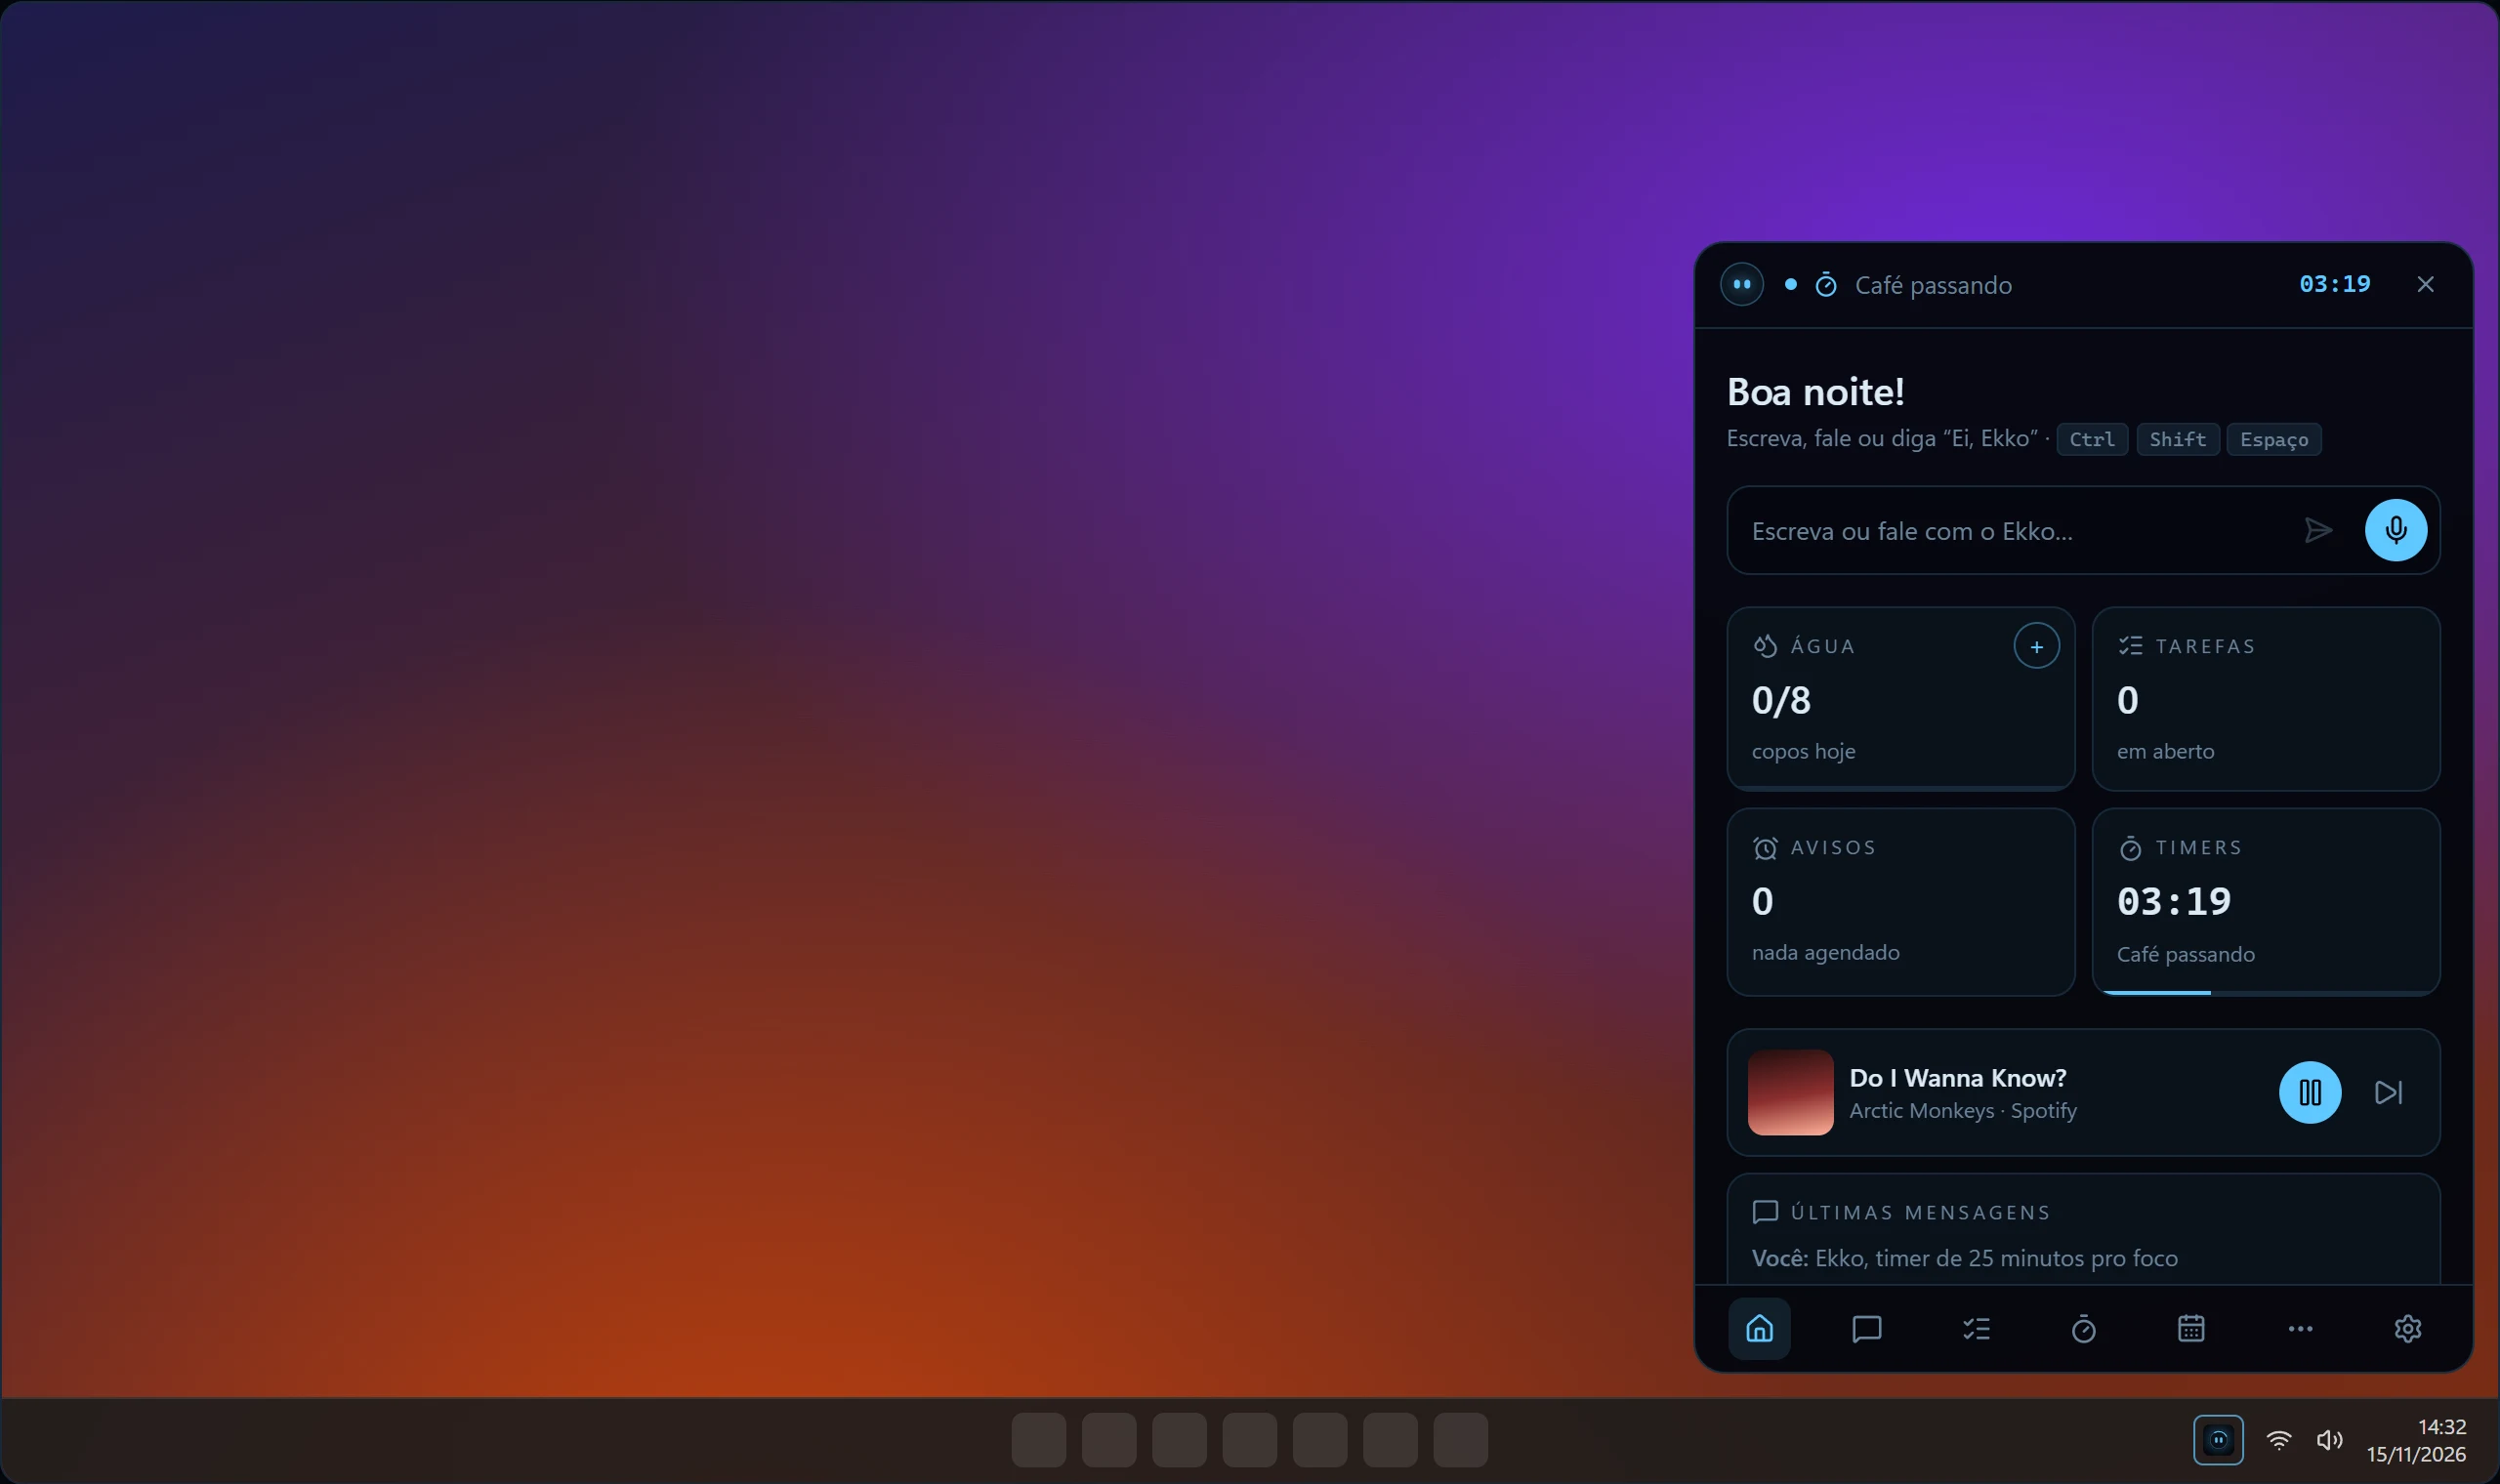 Café passando 03:19
Boa noite!
Escreva, fale ou diga “Ei, Ekko” · Ctrl Shift Espaço
Escreva ou fale com o Ekko...
ÁGUA +
0/8
copos hoje
TAREFAS
0
em aberto
AVISOS
0
nada agendado
TIMERS
03:19
Café passando
Do I Wanna Know?
Arctic Monkeys · Spotify
ÚLTIMAS MENSAGENS
Você: Ekko, timer de 25 minutos pro foco
14:32
15/11/2026